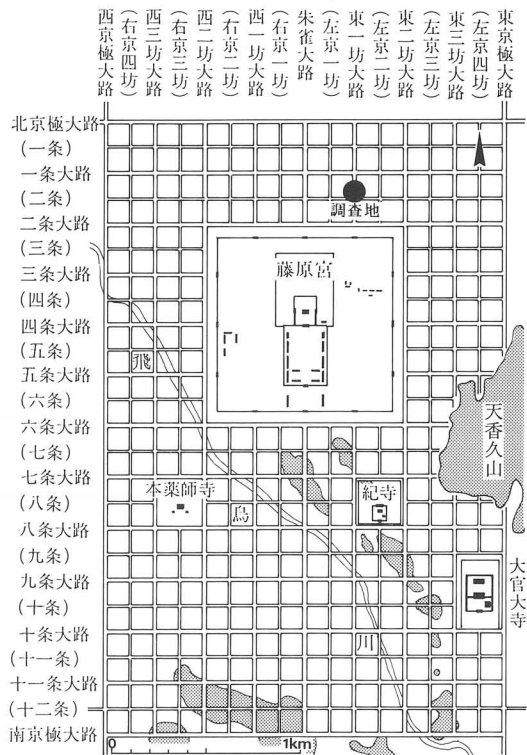 東京極大路
(左京四坊)
東三坊大路
(左京三坊)
東二坊大路
(左京二坊)
東一坊大路
(左京一坊)
朱雀大路
(右京一坊)
西一坊大路
(右京二坊)
西二坊大路
(右京三坊)
西三坊大路
(右京四坊)
西京極大路
北京極大路
(一条)
一条大路
(二条)
二条大路
(三条)
三条大路
(四条)
四条大路
(五条)
五条大路
(六条)
六条大路
(七条)
七条大路
(八条)
八条大路
(九条)
九条大路
(十条)
十条大路
(十一条)
十一条大路
(十二条)
南京極大路
調査地
藤原宮
飛
鳥
川
天香久山
本薬師寺
紀寺
大官大寺
0 1km